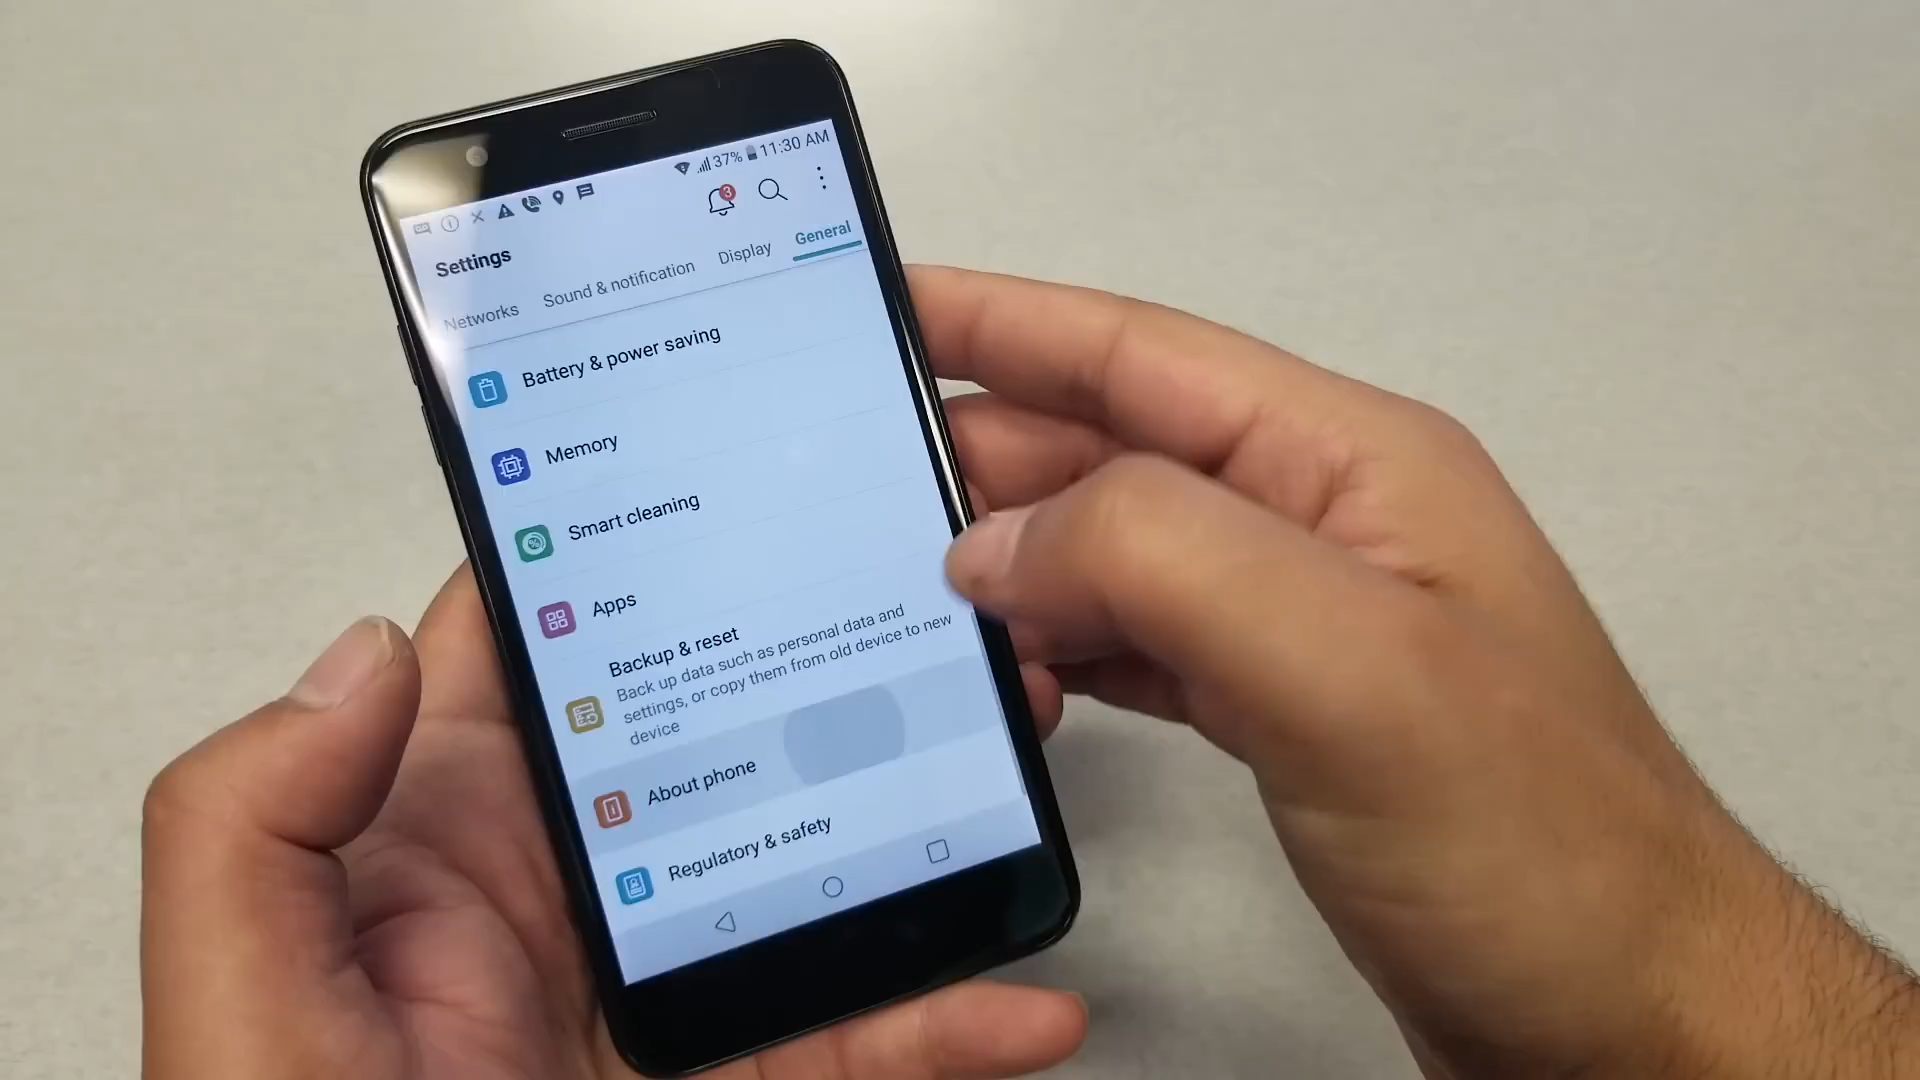 37% 11:30 AM
3
Settings
Networks Sound & notification Display General
Battery & power saving
Memory
Smart cleaning
Apps
Backup & reset
Back up data such as personal data and
settings, or copy them from old device to new
device
About phone
Regulatory & safety